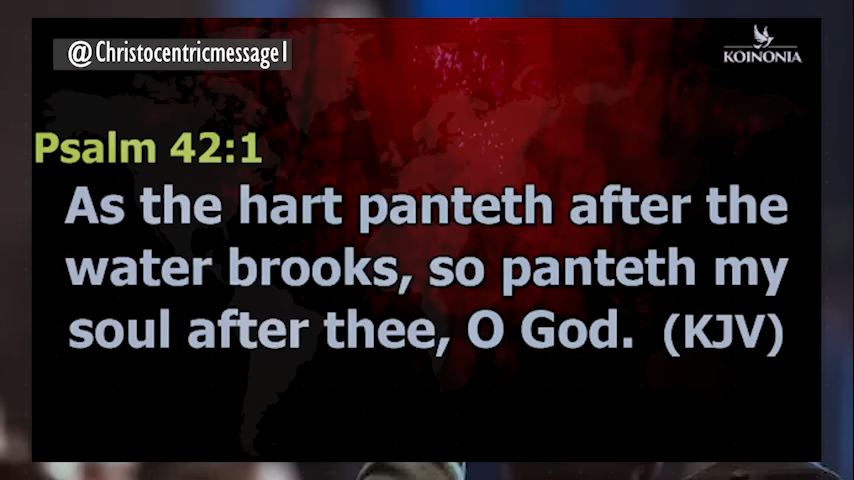 @Christocentricmessage1
KOINONIA
Psalm 42:1
As the hart panteth after the
water brooks, so panteth my
soul after thee, O God. (KJV)